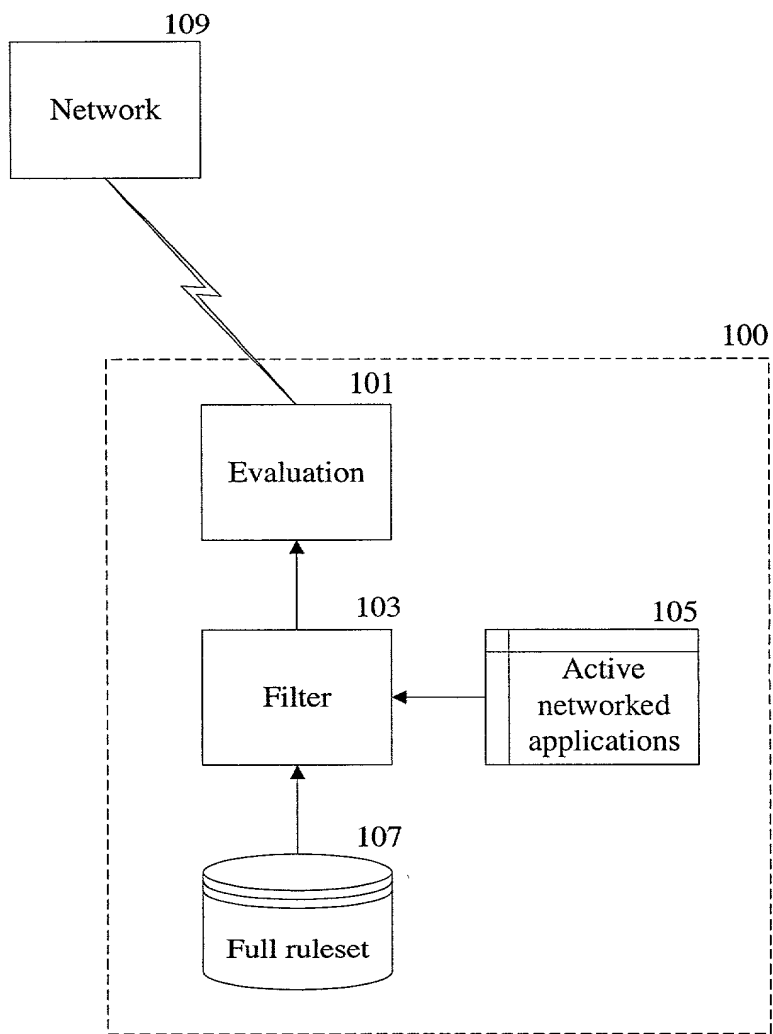 109
Network
100
101
Evaluation
103
Filter
105
Active
networked
applications
107
Full ruleset